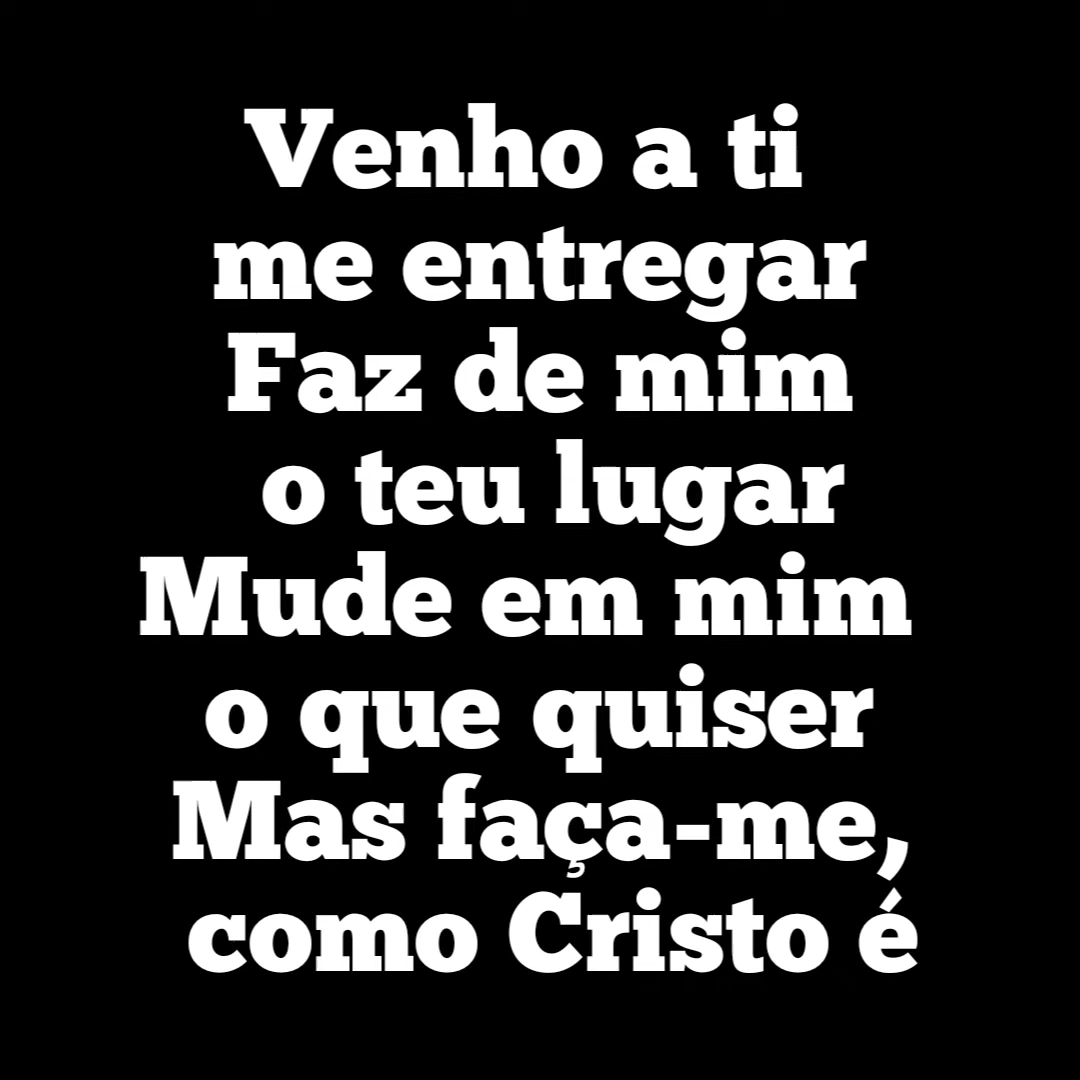 Venho a ti
me entregar
Faz de mim
o teu lugar
Mude em mim
o que quiser
Mas faça-me,
como Cristo é